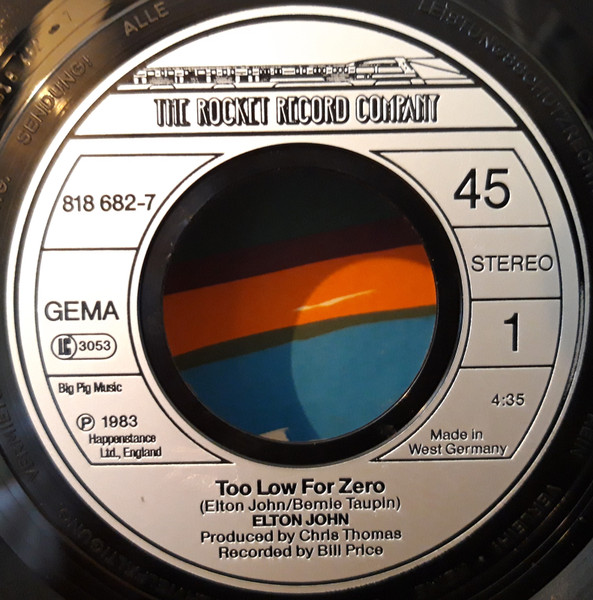 SENDUNG! ALLE
LEISTUNGSSCHUTZRECHTE
THE ROCKET RECORD COMPANY
818 682-7
45
STEREO
GEMA
LC 3053
1
Big Pig Music
4:35
℗ 1983
Happenstance
Ltd., England
Made in
West Germany
Too Low For Zero
(Elton John/Bernie Taupin)
ELTON JOHN
Produced by Chris Thomas
Recorded by Bill Price